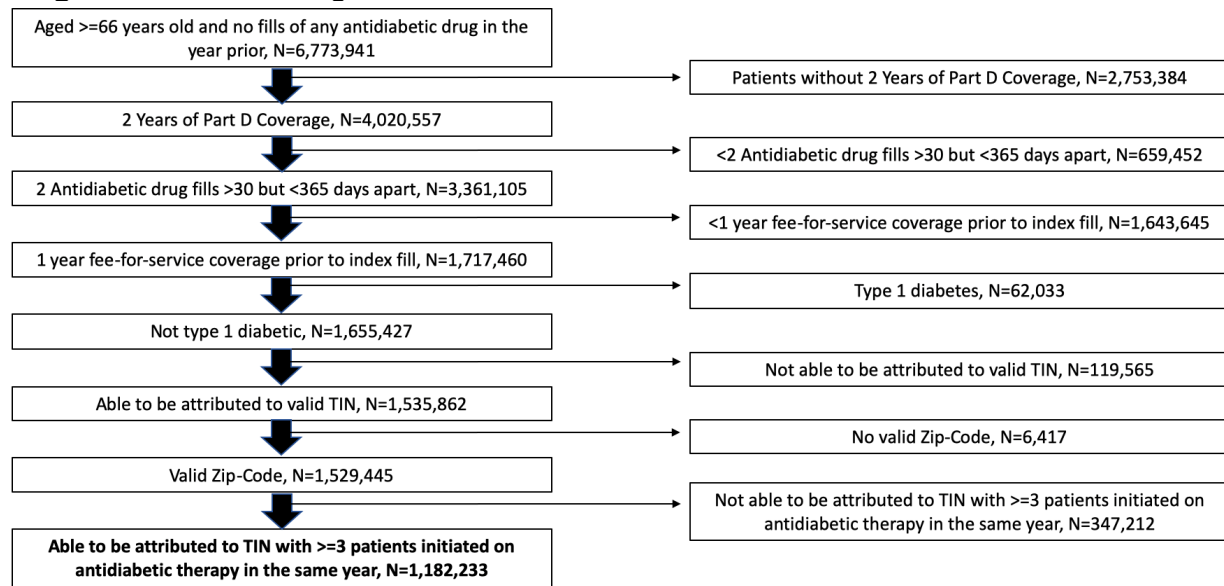 Aged >=66 years old and no fills of any antidiabetic drug in the
year prior, N=6,773,941
Patients without 2 Years of Part D Coverage, N=2,753,384
2 Years of Part D Coverage, N=4,020,557
<2 Antidiabetic drug fills >30 but <365 days apart, N=659,452
2 Antidiabetic drug fills >30 but <365 days apart, N=3,361,105
<1 year fee-for-service coverage prior to index fill, N=1,643,645
1 year fee-for-service coverage prior to index fill, N=1,717,460
Type 1 diabetes, N=62,033
Not type 1 diabetic, N=1,655,427
Not able to be attributed to valid TIN, N=119,565
Able to be attributed to valid TIN, N=1,535,862
No valid Zip-Code, N=6,417
Valid Zip-Code, N=1,529,445
Not able to be attributed to TIN with >=3 patients initiated on
antidiabetic therapy in the same year, N=347,212
Able to be attributed to TIN with >=3 patients initiated on
antidiabetic therapy in the same year, N=1,182,233